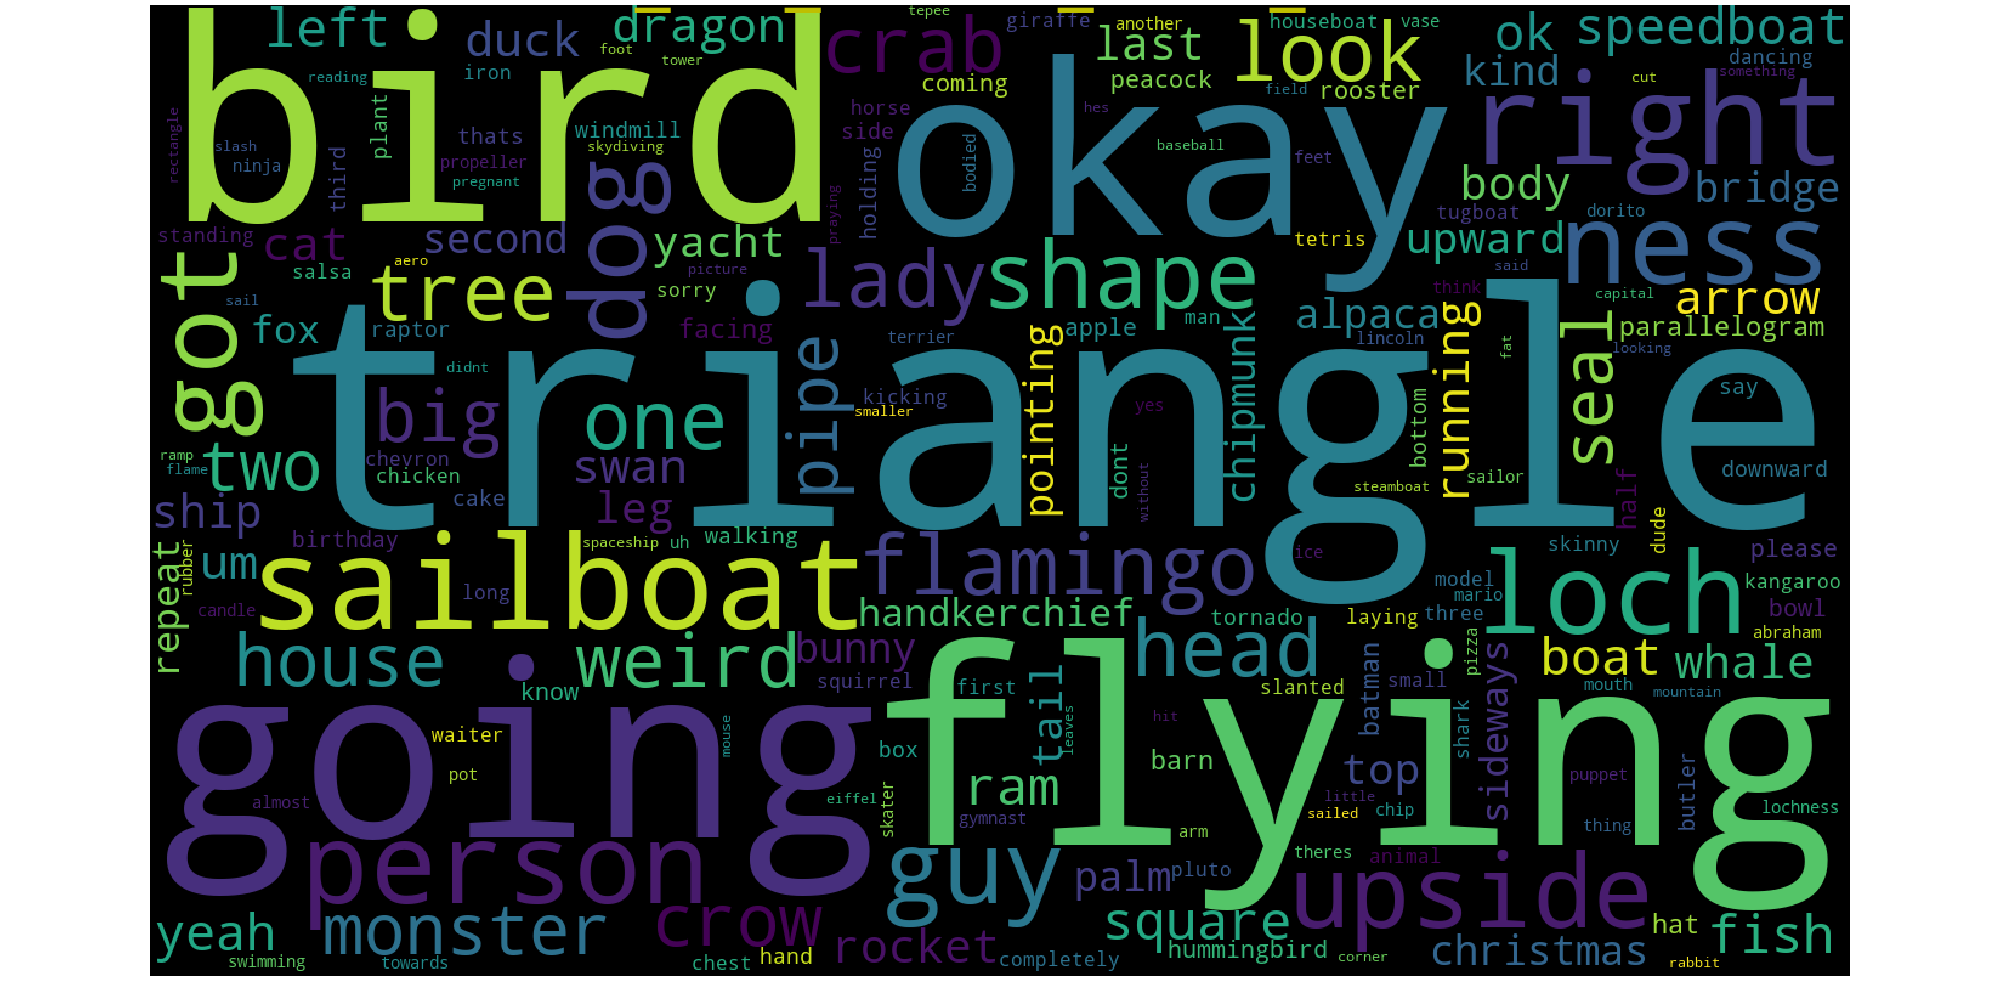 tepee giraffe another houseboat vase
left duck dragon crab last look ok speedboat
foot tower iron reading
bird okay
coming peacock rooster kind dancing something cut
field hes
rectangle slash ninja plant thats windmill skydiving horse side
propeller pregnant third dog holding bodied baseball feet right
praying body bridge
tugboat dorito
standing cat second yacht lady shape tetris upward ness
salsa aero picture said
got tree sorry think capital arrow
sail fox raptor facing apple man alpaca parallelogram
terrier lincoln fat looking
didnt triangle
big one pipe kicking pointing chipmunk running seal say
smaller yes bottom
ramp flame two chevron chicken swan dont sailor downward
without steamboat half
ship cake leg
birthday spaceship uh walking ice skinny dude please
repeat rubber um sailboat flamingo loch
candle long handkerchief tornado model mario kangaroo
laying three bowl
house weird bunny head pizza abraham
squirrel boat whale
know first tail slanted batman small sideways mouth mountain
going flying
waiter mouse leaves hit shark
pot box barn top puppet
almost eiffel skater ram little butler
gymnast sailed chip lochness
arm thing
person guy theres animal
palm pluto upside
monster crow square
yeah rocket hummingbird christmas hat fish
swimming towards chest hand completely corner rabbit